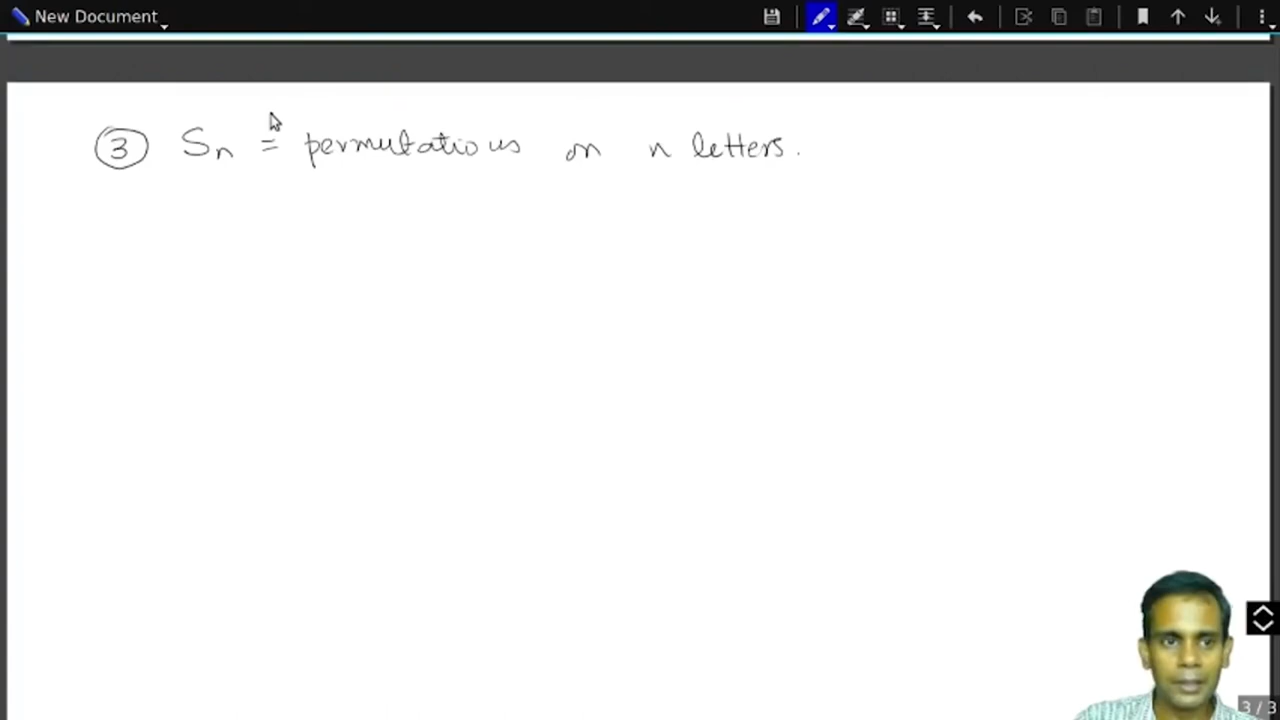 New Document
③ Sₙ = permutations on n letters.
3 / 3